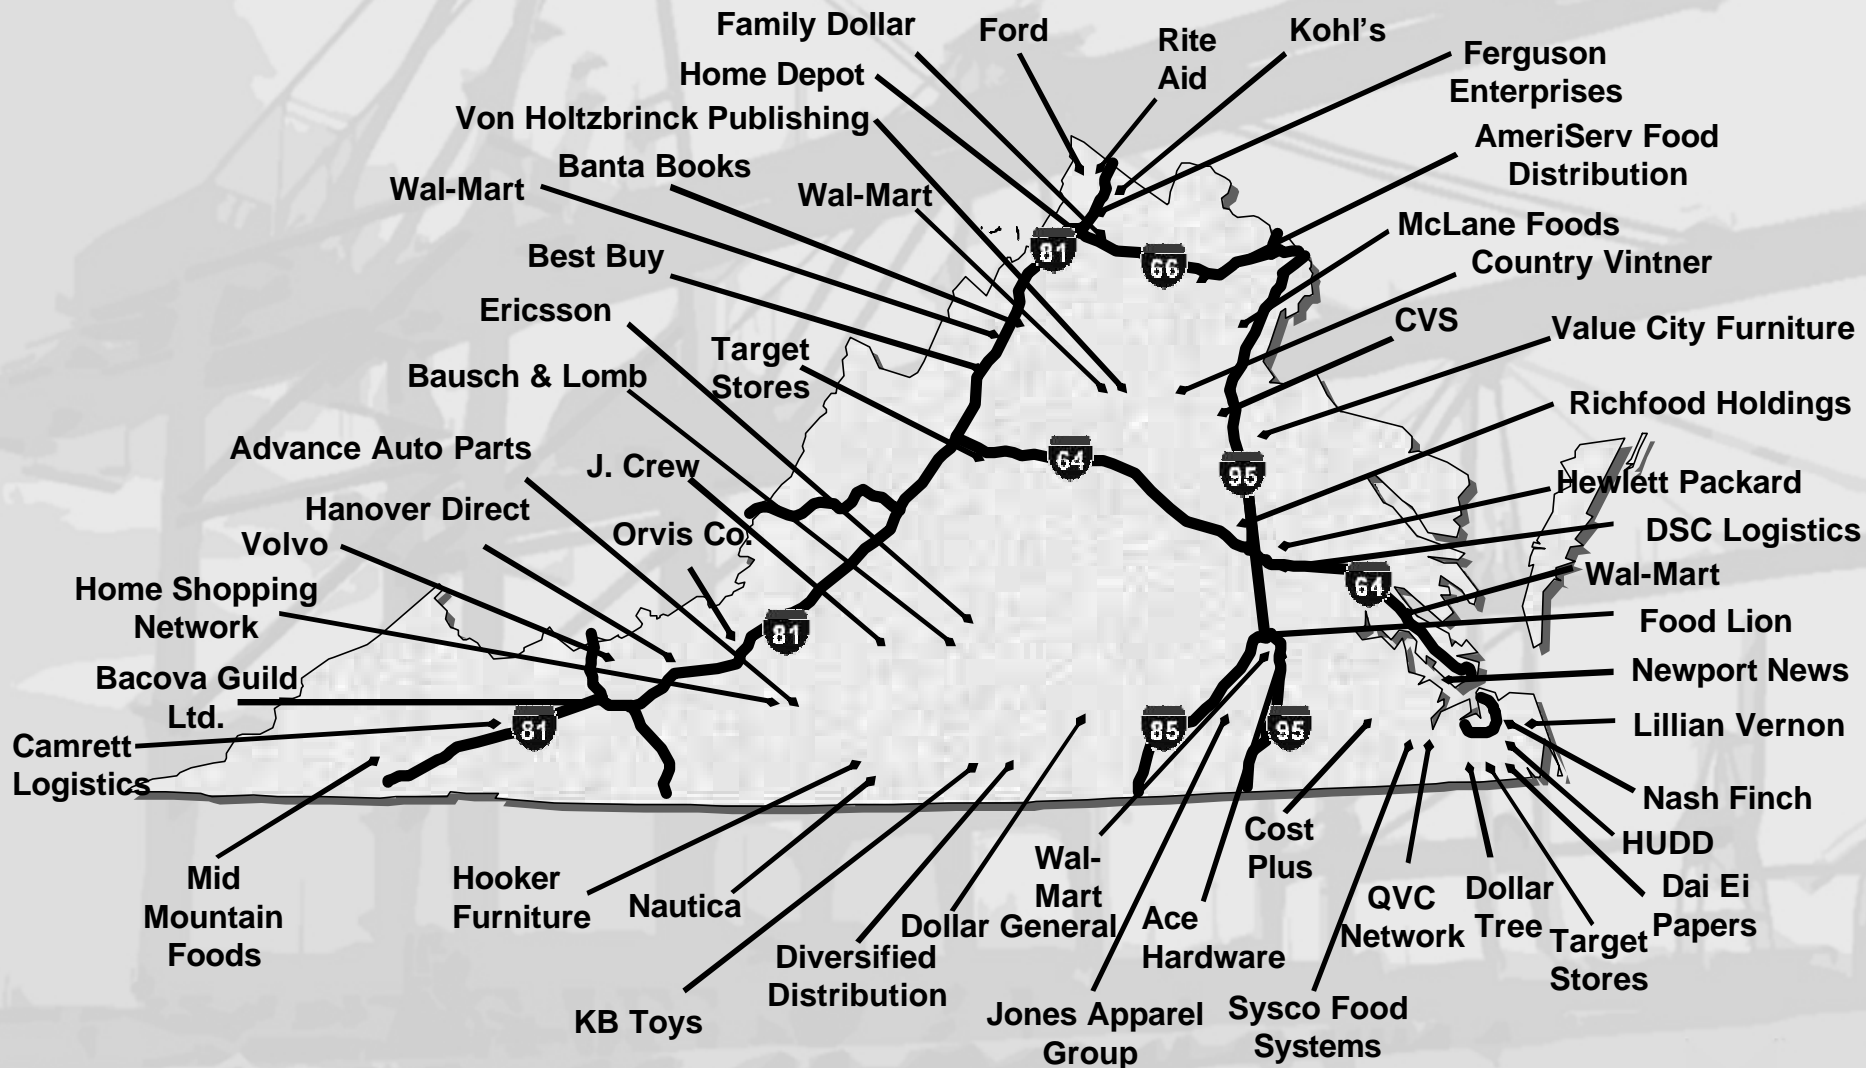 Family Dollar
Ford
Rite
Aid
Kohl's
Ferguson
Enterprises
Home Depot
Von Holtzbrinck Publishing
AmeriServ Food
Distribution
Banta Books
Wal-Mart
Wal-Mart
McLane Foods
Country Vintner
Best Buy
81
66
Ericsson
CVS
Value City Furniture
Target
Stores
Bausch & Lomb
Richfood Holdings
Advance Auto Parts
J. Crew
64
95
Hewlett Packard
Hanover Direct
Orvis Co.
DSC Logistics
Volvo
Wal-Mart
64
Home Shopping
Network
81
Food Lion
Newport News
Bacova Guild
Ltd.
81
85
95
Lillian Vernon
Camrett
Logistics
Nash Finch
HUDD
Cost
Plus
Mid
Mountain
Foods
Hooker
Furniture
Nautica
Wal-
Mart
Dollar General
Ace
Hardware
QVC
Network
Dollar
Tree
Dai Ei
Papers
Target
Stores
Diversified
Distribution
KB Toys
Jones Apparel
Group
Sysco Food
Systems